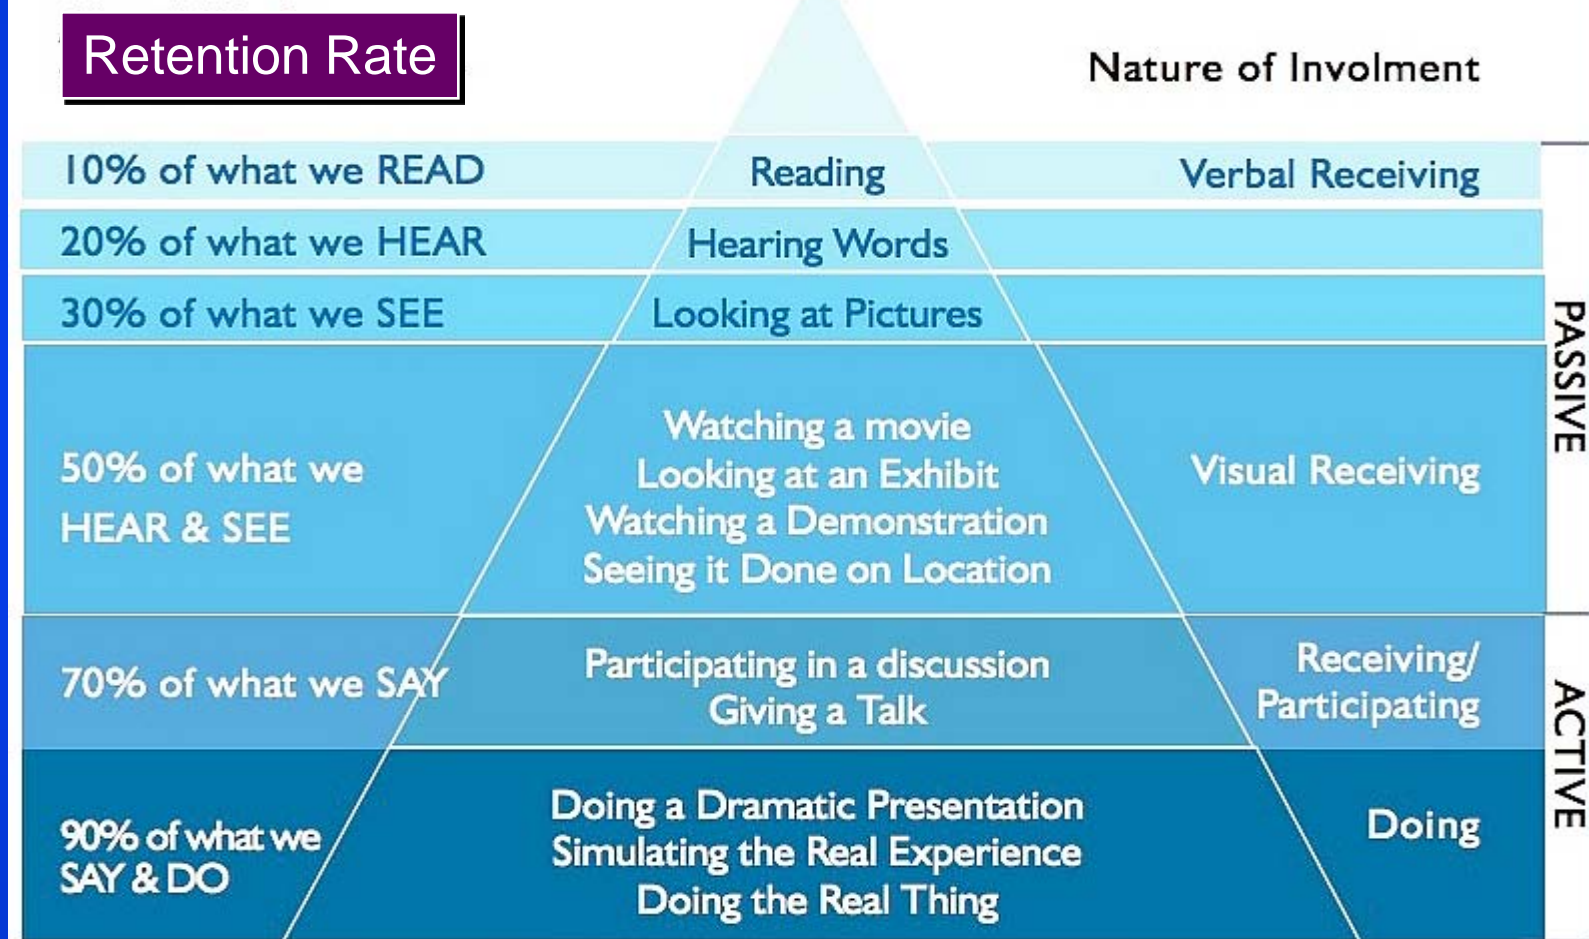 Retention Rate
Nature of Involment
10% of what we READ
Reading
Verbal Receiving
20% of what we HEAR
Hearing Words
30% of what we SEE
Looking at Pictures
50% of what we
HEAR & SEE
Watching a movie
Looking at an Exhibit
Watching a Demonstration
Seeing it Done on Location
Visual Receiving
PASSIVE
70% of what we SAY
Participating in a discussion
Giving a Talk
Receiving/
Participating
90% of what we
SAY & DO
Doing a Dramatic Presentation
Simulating the Real Experience
Doing the Real Thing
Doing
ACTIVE